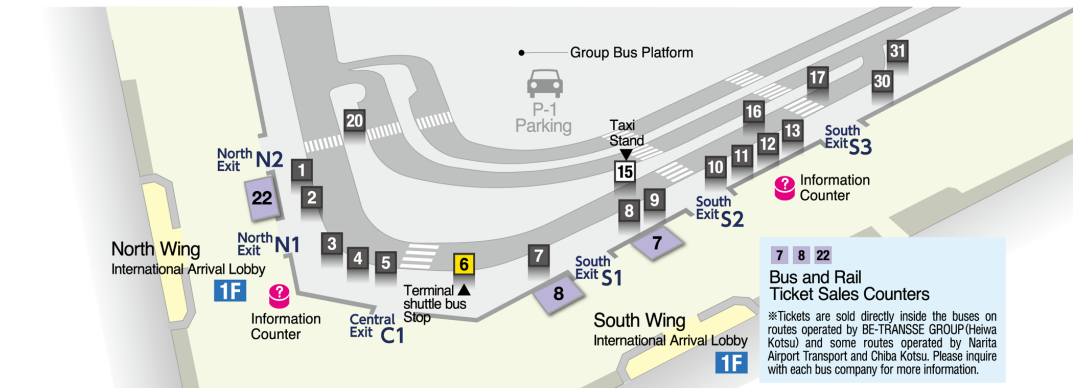 31
Group Bus Platform
17
30
P-1
Parking
16
20
Taxi
Stand
13
12
South
Exit S3
11
North
Exit N2
1
15
10
Information
Counter
22
2
9
8
South
Exit S2
North Wing
International Arrival Lobby
1F
North
Exit N1
3
4
5
6
7
7
South
Exit S1
8
Terminal
shuttle bus
Stop
Information
Counter
Central
Exit C1
South Wing
International Arrival Lobby
1F
7 8 22
Bus and Rail
Ticket Sales Counters
※Tickets are sold directly inside the buses on
routes operated by BE-TRANSSE GROUP(Heiwa
Kotsu) and some routes operated by Narita
Airport Transport and Chiba Kotsu. Please inquire
with each bus company for more information.